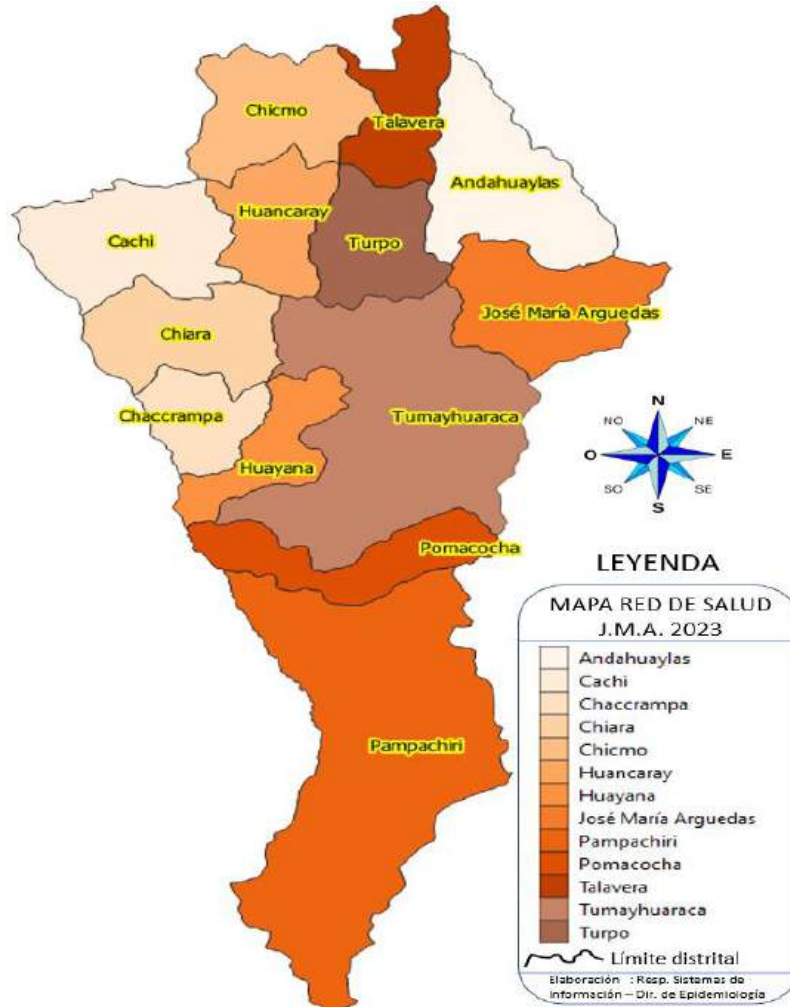 Chicmo
Talavera
Andahuaylas
Huancaray
Cachi
Turpo
José María Arguedas
Chiara
Chaccrampa
Tumayhuaraca
Huayana
Pomacocha
Pampachiri
N
NO
NE
O
E
SO
SE
S
LEYENDA
MAPA RED DE SALUD
J.M.A. 2023
Andahuaylas
Cachi
Chaccrampa
Chiara
Chicmo
Huancaray
Huayana
José María Arguedas
Pampachiri
Pomacocha
Talavera
Tumayhuaraca
Turpo
Límite distrital
Elaboración : Resp. Sistemas de
Información – Dir. de Epidemiología